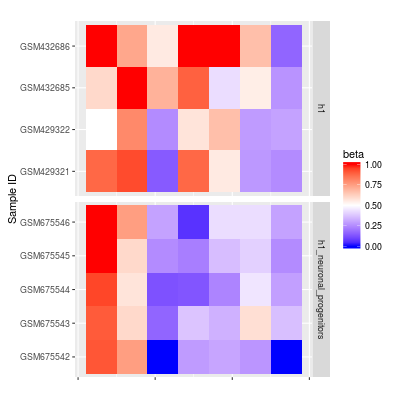 GSM432686
GSM432685
GSM429322
GSM429321
h1
GSM675546
GSM675545
GSM675544
GSM675543
GSM675542
h1_neuronal_progenitors
Sample ID
beta
1.00
0.75
0.50
0.25
0.00